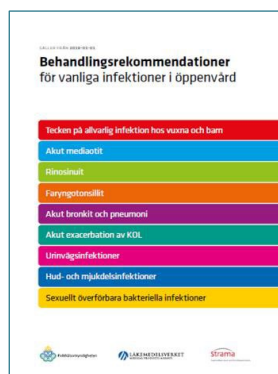 Behandlingsrekommendationer
för vanliga infektioner i öppenvård
Tecken på allvarlig infektion hos vuxna och barn
Akut mediaotit
Rinosinuit
Faryngotonsillit
Akut bronkit och pneumoni
Akut exacerbation av KOL
Urinvägsinfektioner
Hud- och mjukdelsinfektioner
Sexuellt överförbara bakteriella infektioner
Folkhälsomyndigheten
LÄKEMEDELSVERKET
Strama